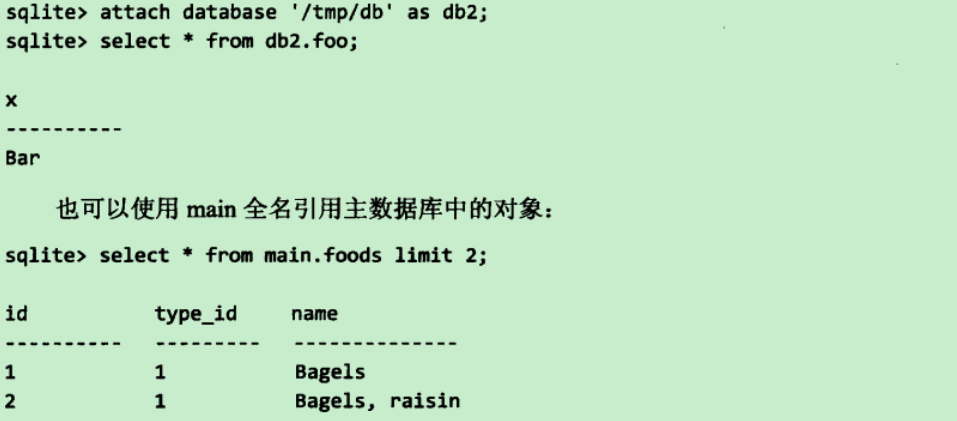 sqlite> attach database '/tmp/db' as db2;
sqlite> select * from db2.foo;
x
----------
Bar
也可以使用 main 全名引用主数据库中的对象：
sqlite> select * from main.foods limit 2;
id type_id name
---------- --------- --------------
1 1 Bagels
2 1 Bagels, raisin